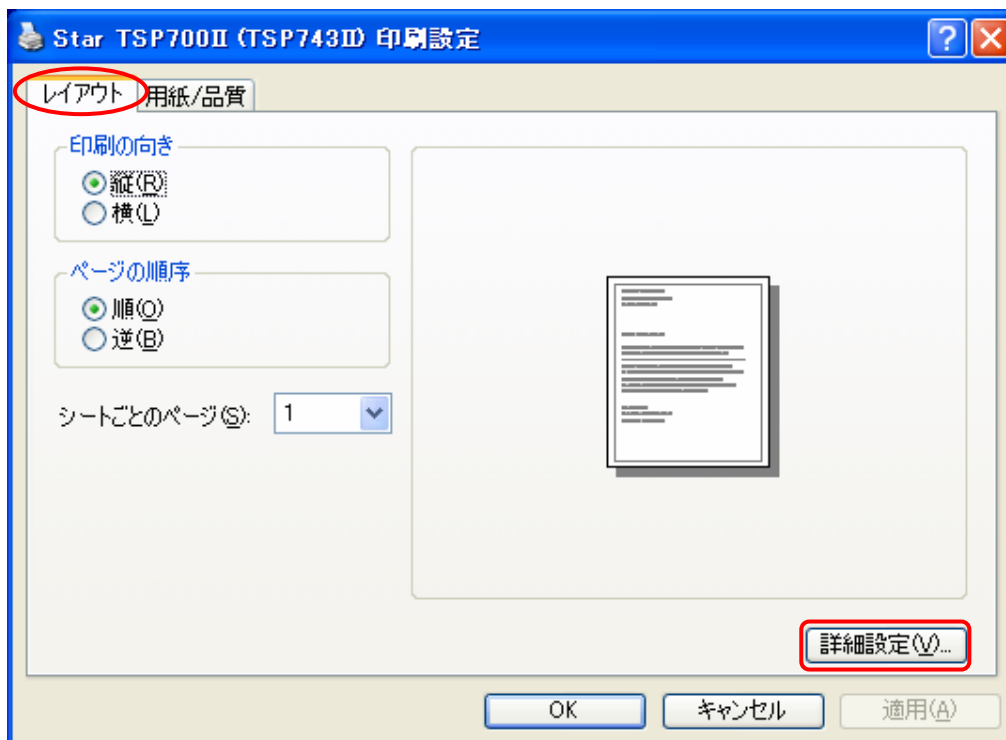 Star TSP700Ⅱ (TSP743Ⅱ) 印刷設定
レイアウト 用紙/品質
印刷の向き
縦(R)
横(L)
ページの順序
順(O)
逆(B)
シートごとのページ(S): 1
詳細設定(V)...
OK キャンセル 適用(A)